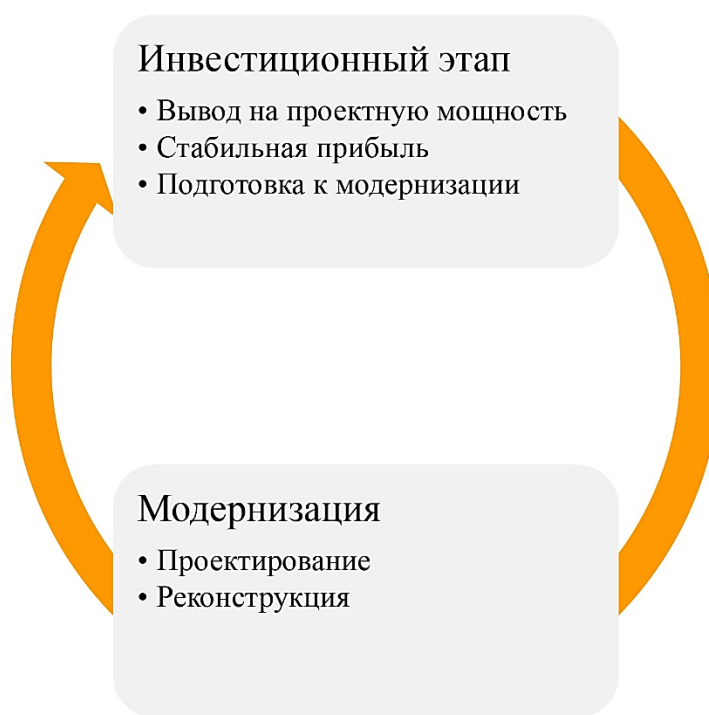 Инвестиционный этап
• Вывод на проектную мощность
• Стабильная прибыль
• Подготовка к модернизации
Модернизация
• Проектирование
• Реконструкция